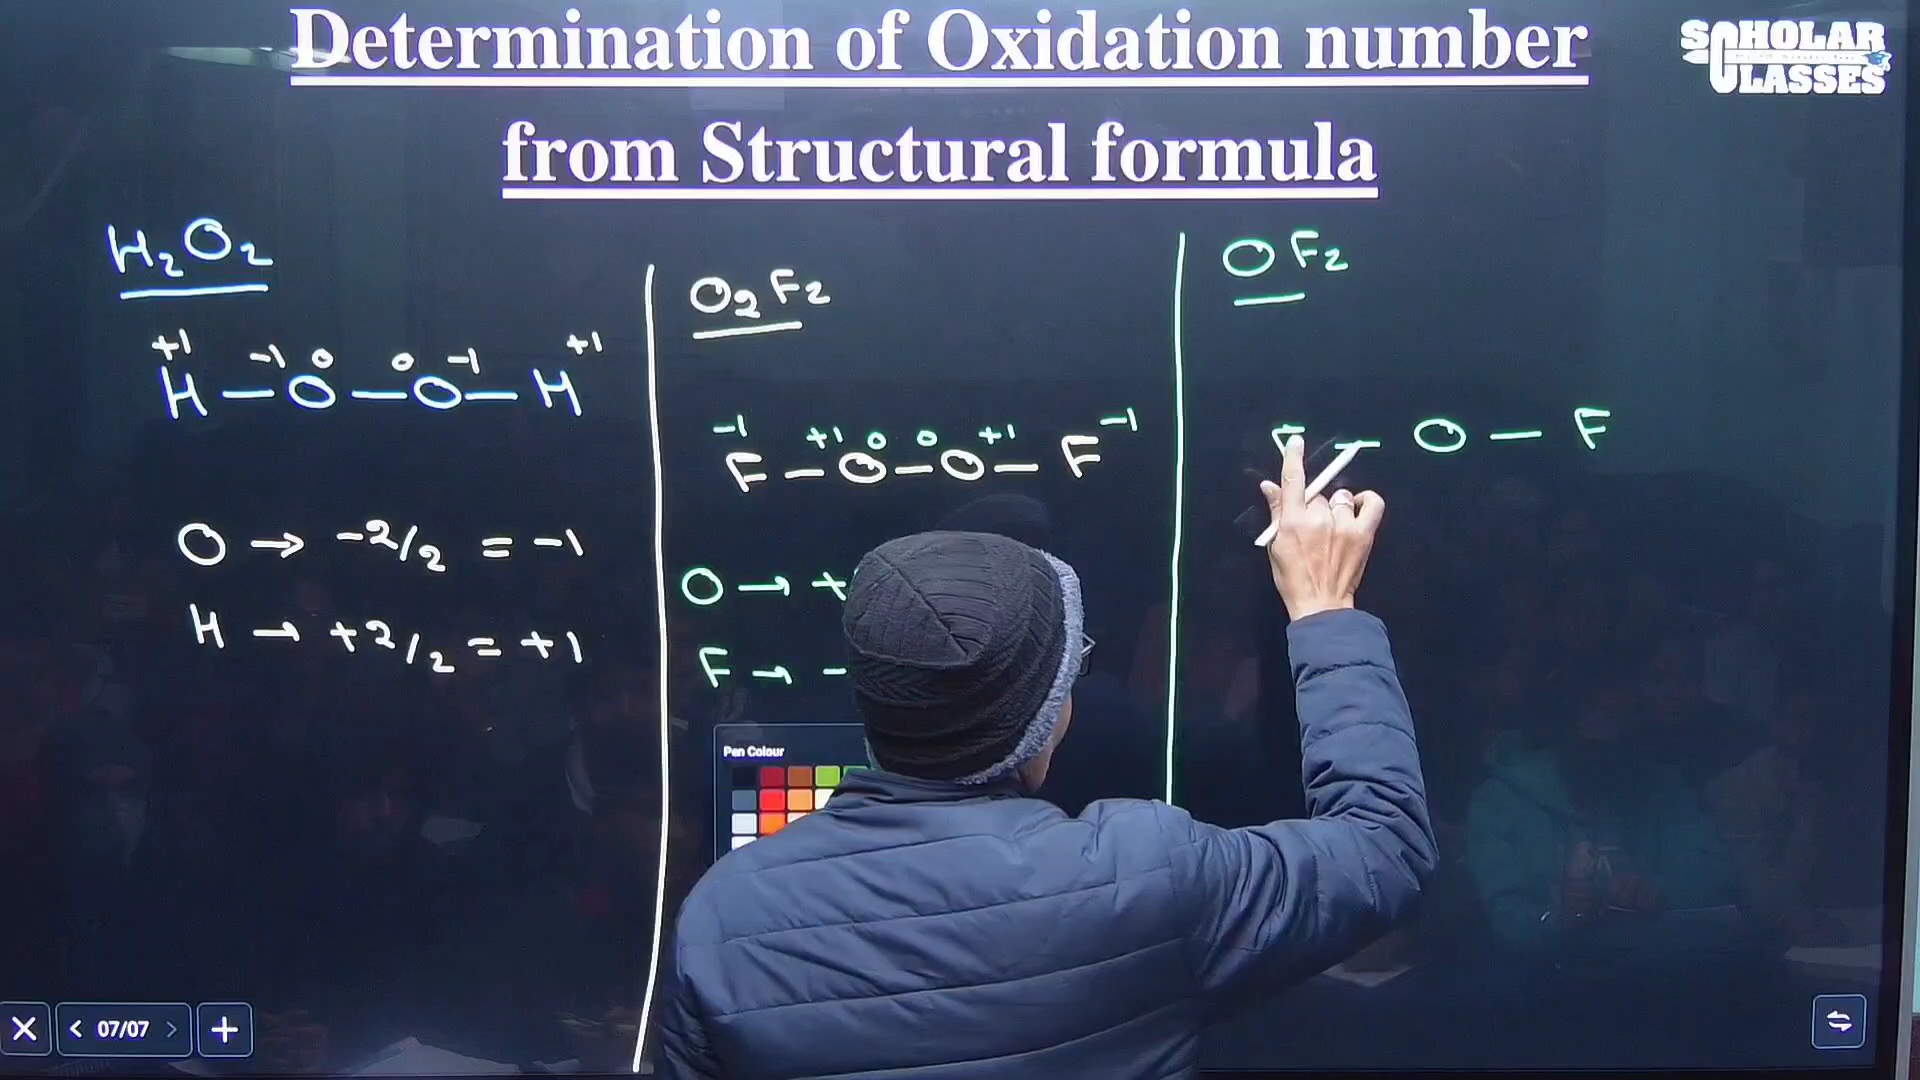 Determination of Oxidation number
from Structural formula
SCHOLAR
CLASSES
H₂O₂
+1 -1 0 0 -1 +1
H — O — O — H
O → -2/2 = -1
H → +2/2 = +1
O₂F₂
-1 +1 0 0 +1 -1
F — O — O — F
O → +
F → -
Pen Colour
OF₂
F — O — F
07/07